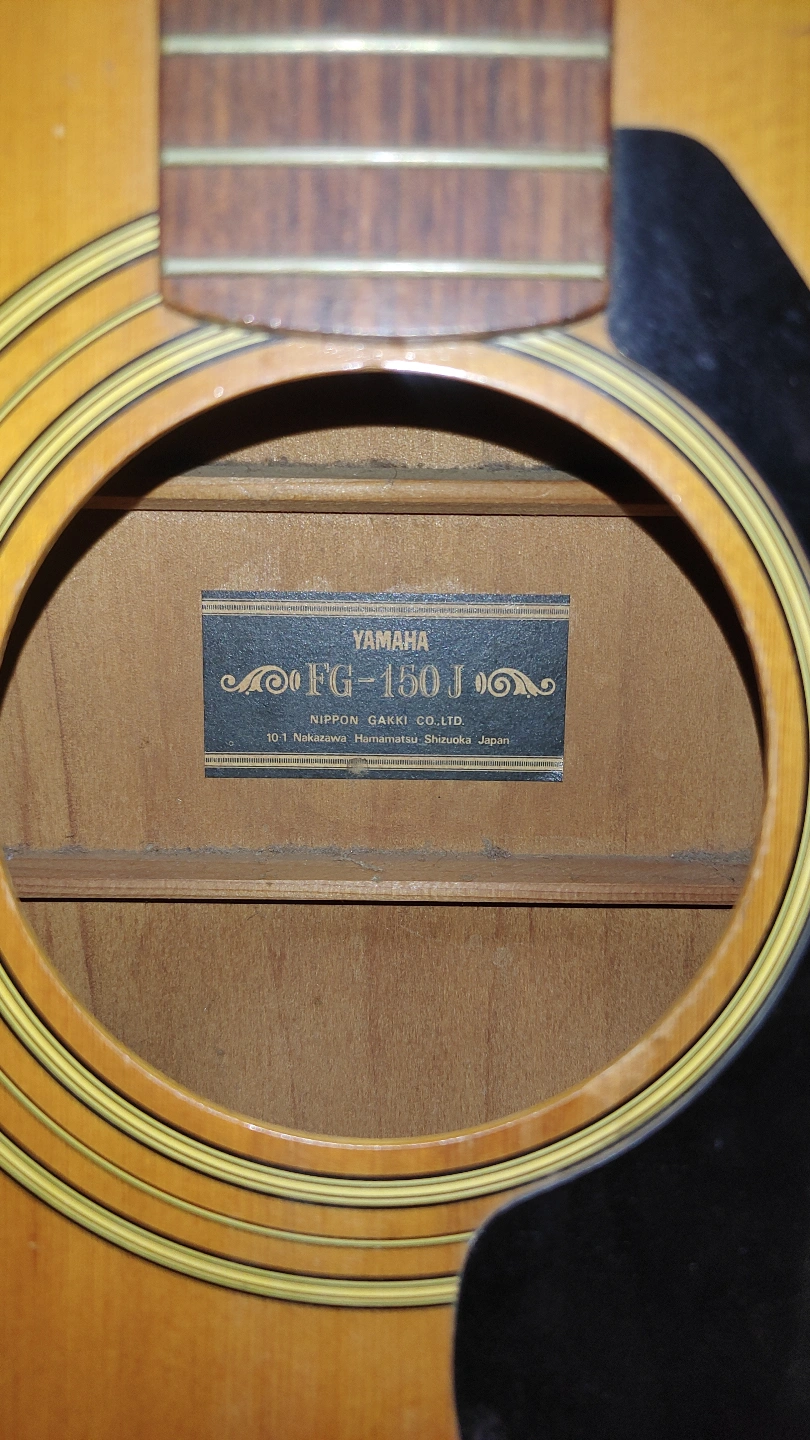 YAMAHA
FG-150J
NIPPON GAKKI CO.,LTD.
10-1 Nakazawa Hamamatsu Shizuoka Japan